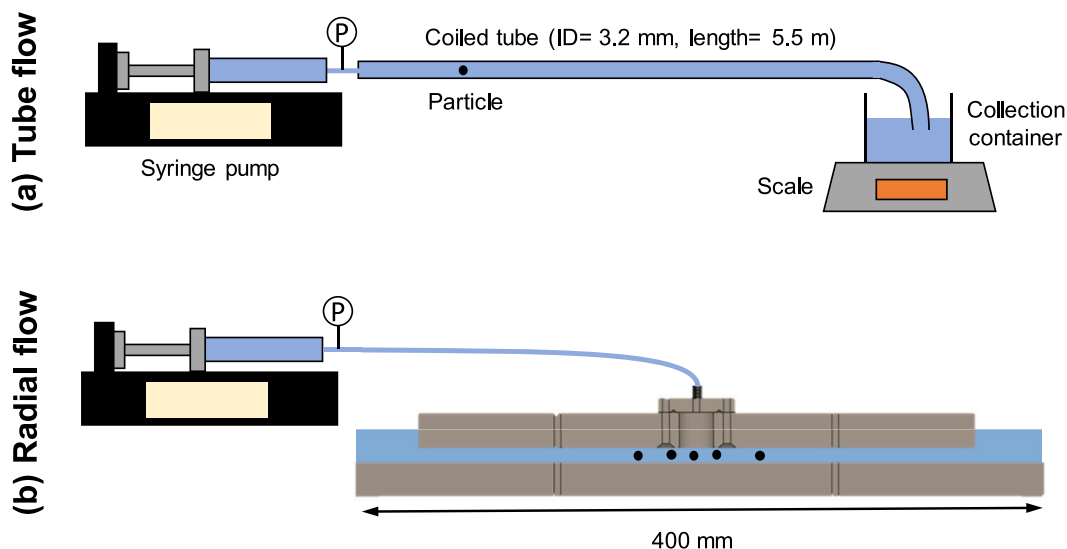 (a) Tube flow
P
Coiled tube (ID= 3.2 mm, length= 5.5 m)
Particle
Syringe pump
Collection
container
Scale
(b) Radial flow
P
400 mm